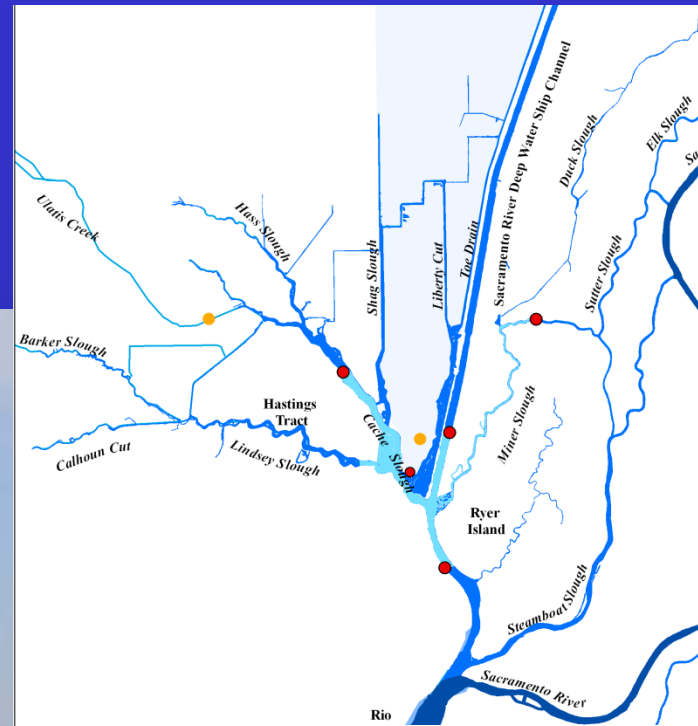 Sacramento River Deep Water Ship Channel
Duck Slough
Elk Slough
Sa
Ulatis Creek
Hass Slough
Shag Slough
Liberty Cut
Toe Drain
Sutter Slough
Barker Slough
Hastings
Tract
Calhoun Cut
Lindsey Slough
Cache Slough
Miner Slough
Ryer
Island
Steamboat Slough
Sacramento River
Rio